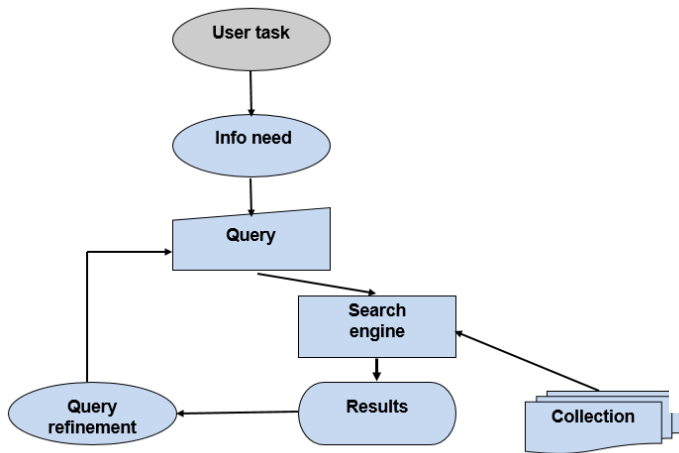 User task
Info need
Query
Search
engine
Query
refinement
Results
Collection